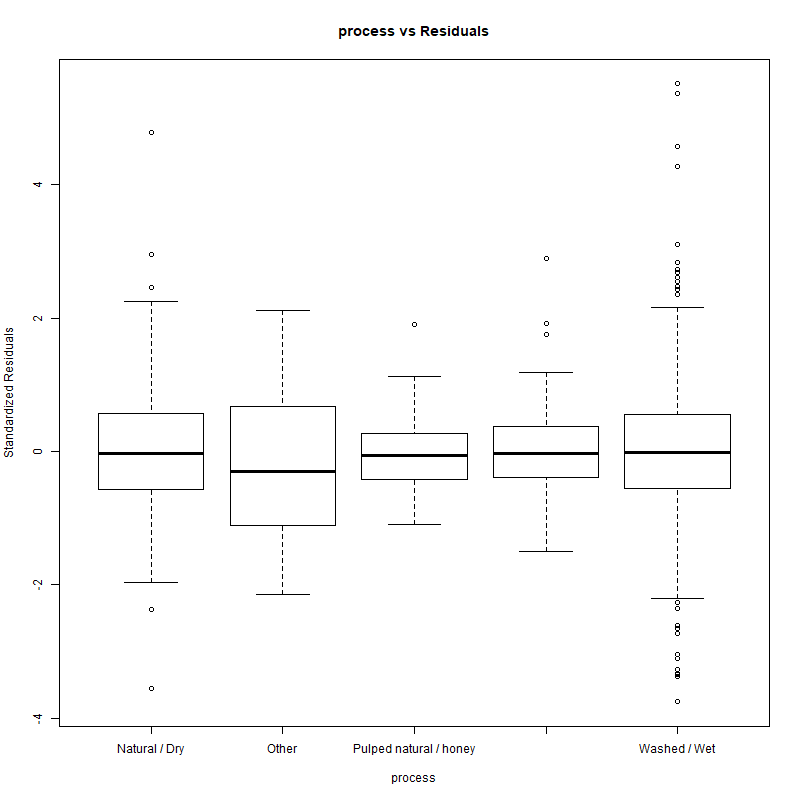 process vs Residuals
Standardized Residuals
4
2
0
-2
-4
Natural / Dry Other Pulped natural / honey Washed / Wet
process